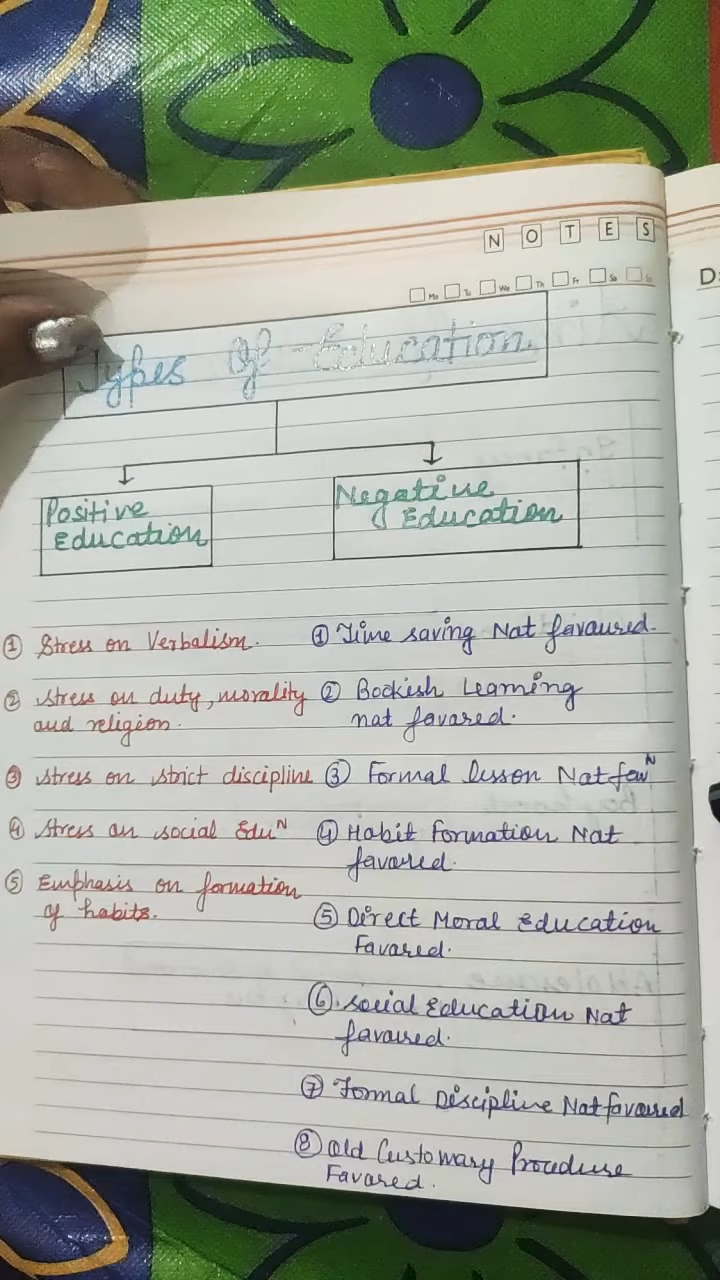 N O T E S
Mo Tu We Th Fr Sa
Types Of Education.
Positive
Education
Negative
Education
① Stress on Verbalism.
② Stress on duty, morality
and religion.
③ Stress on strict discipline
④ Stress on social Eduᴺ
⑤ Emphasis on formation
of habits.
① Time saving Nat favoured.
② Bookish Learning
nat favored.
③ Formal lesson Nat favᴺ
④ Habit Formation Nat
favored.
⑤ Direct Moral Education
Favared.
⑥. Social Education Nat
favoured.
⑦ Formal Discipline Nat favoured
⑧ Old Customary Procedure
Favared.